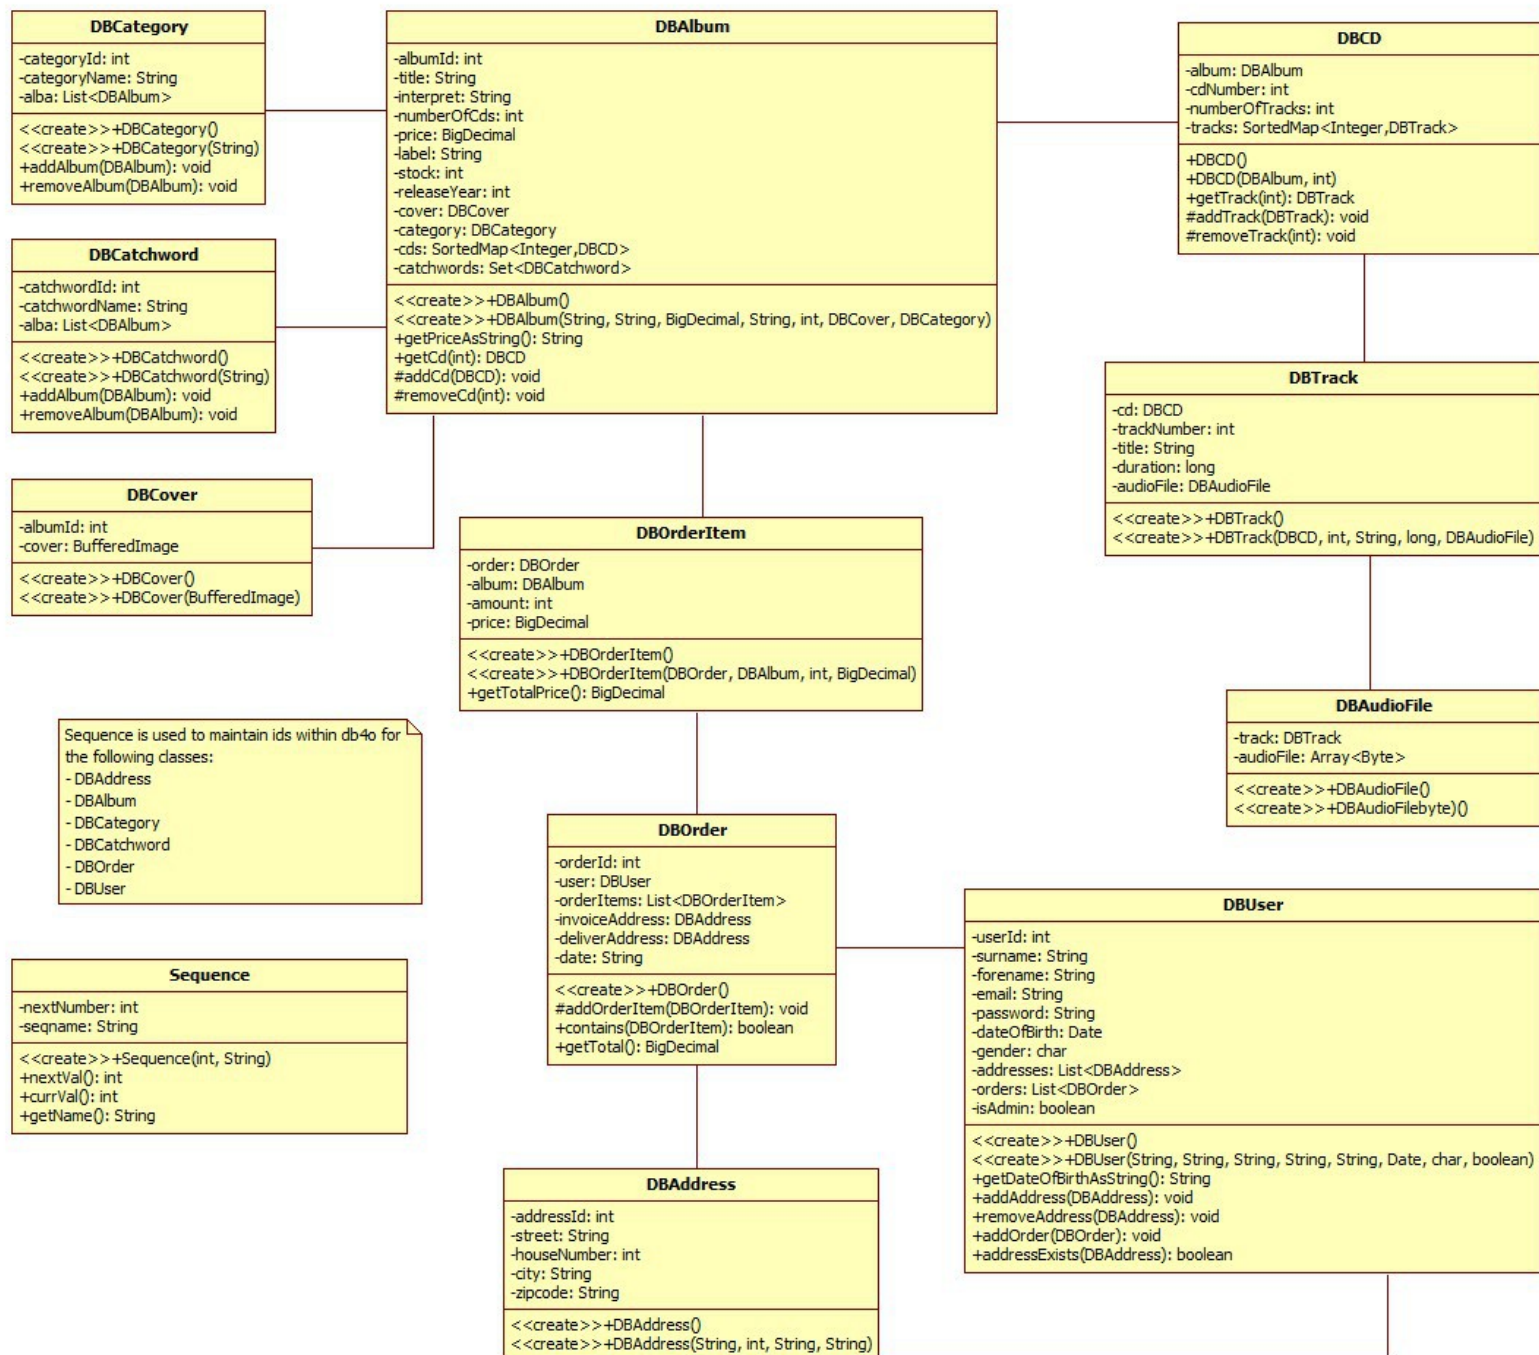 DBCategory
-categoryId: int
-categoryName: String
-alba: List<DBAlbum>
<<create>>+DBCategory()
<<create>>+DBCategory(String)
+addAlbum(DBAlbum): void
+removeAlbum(DBAlbum): void
DBAlbum
-albumId: int
-title: String
-interpret: String
-numberOfCds: int
-price: BigDecimal
-label: String
-stock: int
-releaseYear: int
-cover: DBCover
-category: DBCategory
-cds: SortedMap<Integer,DBCD>
-catchwords: Set<DBCatchword>
<<create>>+DBAlbum()
<<create>>+DBAlbum(String, String, BigDecimal, String, int, DBCover, DBCategory)
+getPriceAsString(): String
+getCd(int): DBCD
#addCd(DBCD): void
#removeCd(int): void
DBCD
-album: DBAlbum
-cdNumber: int
-numberOfTracks: int
-tracks: SortedMap<Integer,DBTrack>
+DBCD()
+DBCD(DBAlbum, int)
+getTrack(int): DBTrack
#addTrack(DBTrack): void
#removeTrack(int): void
DBCatchword
-catchwordId: int
-catchwordName: String
-alba: List<DBAlbum>
<<create>>+DBCatchword()
<<create>>+DBCatchword(String)
+addAlbum(DBAlbum): void
+removeAlbum(DBAlbum): void
DBTrack
-cd: DBCD
-trackNumber: int
-title: String
-duration: long
-audioFile: DBAudioFile
<<create>>+DBTrack()
<<create>>+DBTrack(DBCD, int, String, long, DBAudioFile)
DBCover
-albumId: int
-cover: BufferedImage
<<create>>+DBCover()
<<create>>+DBCover(BufferedImage)
DBOrderItem
-order: DBOrder
-album: DBAlbum
-amount: int
-price: BigDecimal
<<create>>+DBOrderItem()
<<create>>+DBOrderItem(DBOrder, DBAlbum, int, BigDecimal)
+getTotalPrice(): BigDecimal
DBAudioFile
-track: DBTrack
-audioFile: Array<Byte>
<<create>>+DBAudioFile()
<<create>>+DBAudioFilebyte)()
Sequence is used to maintain ids within db4o for
the following classes:
- DBAddress
- DBAlbum
- DBCategory
- DBCatchword
- DBOrder
- DBUser
DBOrder
-orderId: int
-user: DBUser
-orderItems: List<DBOrderItem>
-invoiceAddress: DBAddress
-deliverAddress: DBAddress
-date: String
<<create>>+DBOrder()
#addOrderItem(DBOrderItem): void
+contains(DBOrderItem): boolean
+getTotal(): BigDecimal
DBUser
-userId: int
-surname: String
-forename: String
-email: String
-password: String
-dateOfBirth: Date
-gender: char
-addresses: List<DBAddress>
-orders: List<DBOrder>
-isAdmin: boolean
<<create>>+DBUser()
<<create>>+DBUser(String, String, String, String, String, Date, char, boolean)
+getDateOfBirthAsString(): String
+addAddress(DBAddress): void
+removeAddress(DBAddress): void
+addOrder(DBOrder): void
+addressExists(DBAddress): boolean
Sequence
-nextNumber: int
-seqname: String
<<create>>+Sequence(int, String)
+nextVal(): int
+currVal(): int
+getName(): String
DBAddress
-addressId: int
-street: String
-houseNumber: int
-city: String
-zipcode: String
<<create>>+DBAddress()
<<create>>+DBAddress(String, int, String, String)